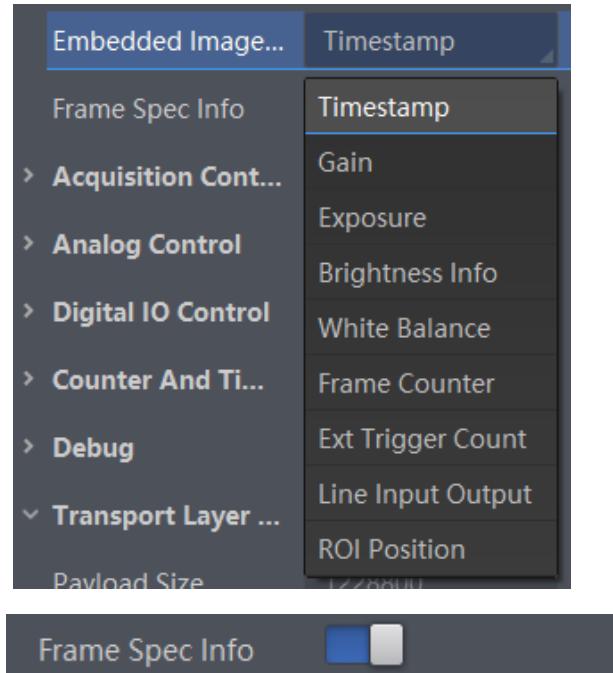 Embedded Image... Timestamp
Frame Spec Info Timestamp
Gain
> Acquisition Cont...
Exposure
> Analog Control
Brightness Info
> Digital IO Control
White Balance
> Counter And Ti... Frame Counter
> Debug Ext Trigger Count
Line Input Output
Transport Layer ...
ROI Position
Payload Size 1228800
Frame Spec Info